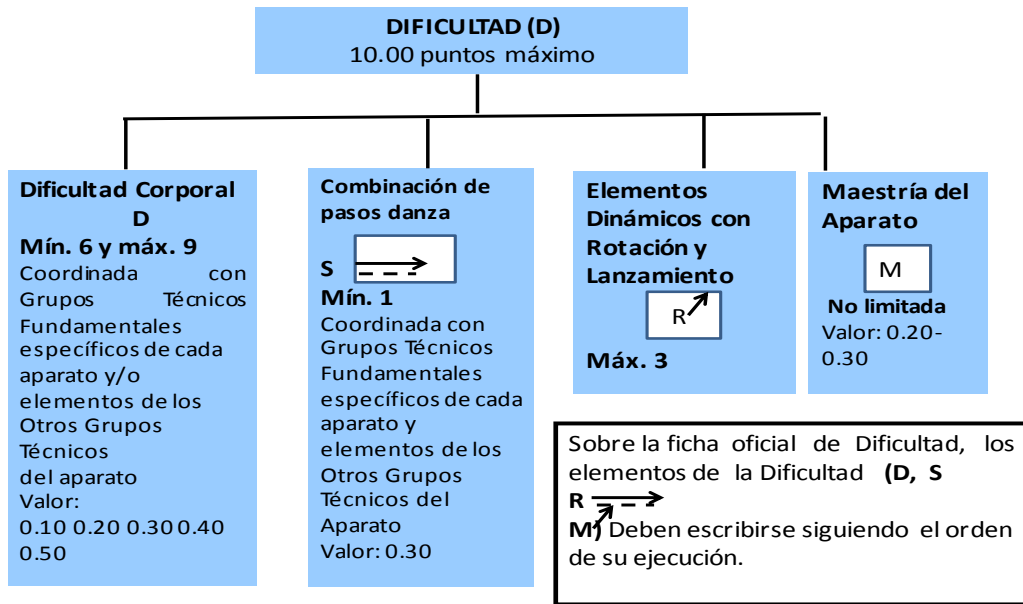 DIFICULTAD (D)
10.00 puntos máximo
Dificultad Corporal
D
Mín. 6 y máx. 9
Coordinada con
Grupos Técnicos
Fundamentales
específicos de cada
aparato y/o
elementos de los
Otros Grupos
Técnicos
del aparato
Valor:
0.10 0.20 0.30 0.40
0.50
Combinación de
pasos danza
S
Mín. 1
Coordinada con
Grupos Técnicos
Fundamentales
específicos de cada
aparato y
elementos de los
Otros Grupos
Técnicos del
Aparato
Valor: 0.30
Elementos
Dinámicos con
Rotación y
Lanzamiento
R
Máx. 3
Maestría del
Aparato
M
No limitada
Valor: 0.20-
0.30
Sobre la ficha oficial de Dificultad, los
elementos de la Dificultad (D, S
R
M) Deben escribirse siguiendo el orden
de su ejecución.